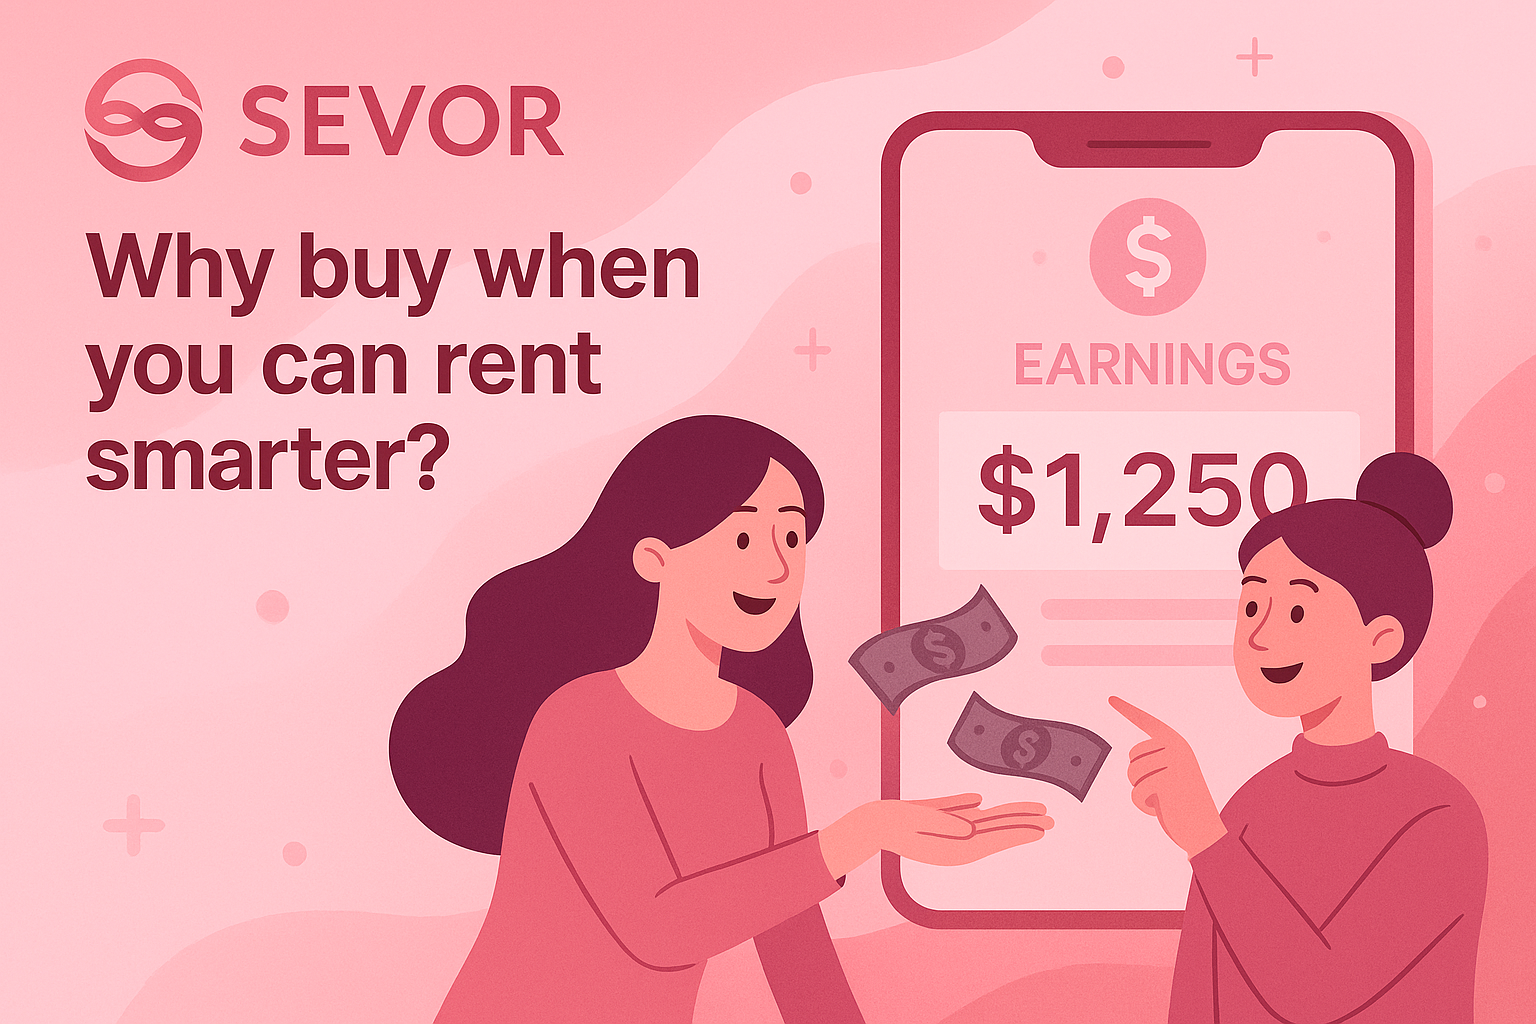 SEVOR
Why buy when
you can rent
smarter?
$
EARNINGS
$1,250
$
$